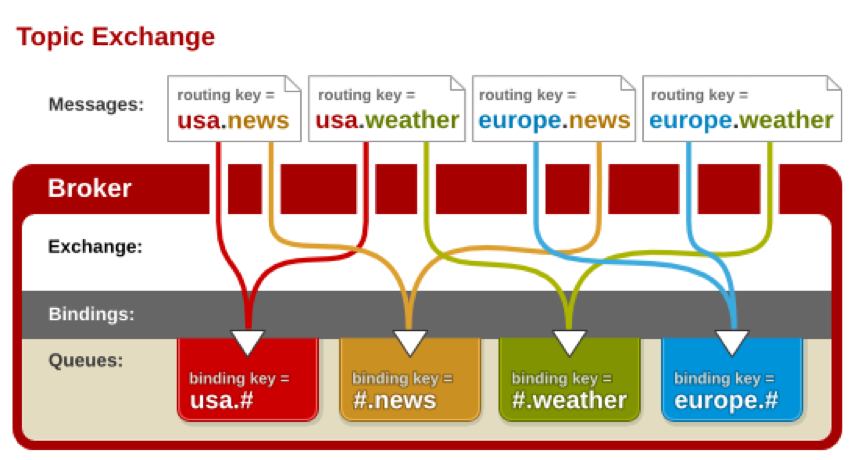 Topic Exchange
Messages:
routing key =
usa.news
routing key =
usa.weather
routing key =
europe.news
routing key =
europe.weather
Broker
Exchange:
Bindings:
Queues:
binding key =
usa.#
binding key =
#.news
binding key =
#.weather
binding key =
europe.#